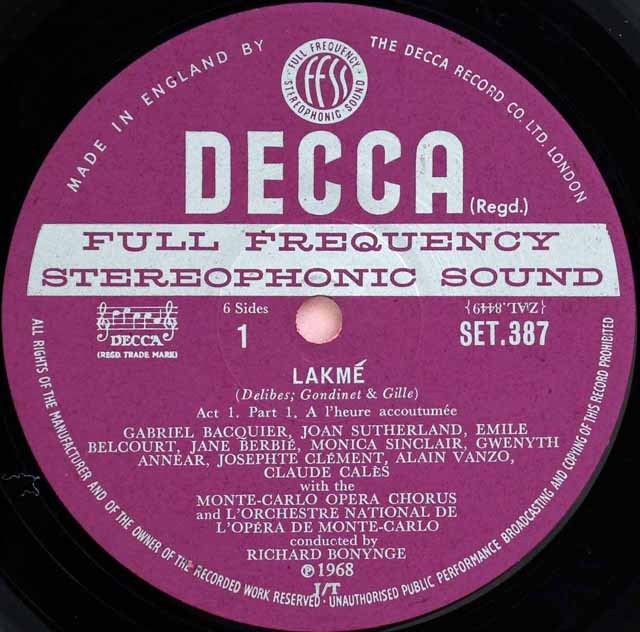 MADE IN ENGLAND BY
THE DECCA RECORD CO. LTD. LONDON
FULL FREQUENCY
FFSS
STEREOPHONIC SOUND
DECCA
(Regd.)
FULL FREQUENCY
STEREOPHONIC SOUND
DECCA
(REGD. TRADE MARK)
6 Sides
1
{ZAL.8449}
SET.387
LAKMÉ
(Delibes; Gondinet & Gille)
Act 1. Part 1. A l'heure accoutumée
GABRIEL BACQUIER, JOAN SUTHERLAND, EMILE
BELCOURT, JANE BERBIÉ, MONICA SINCLAIR, GWENYTH
ANNEAR, JOSEPHTE CLÉMENT, ALAIN VANZO,
CLAUDE CALÈS
with the
MONTE-CARLO OPERA CHORUS
and L'ORCHESTRE NATIONAL DE
L'OPÉRA DE MONTE-CARLO
conducted by
RICHARD BONYNGE
℗1968
J/T
ALL RIGHTS OF THE MANUFACTURER AND OF THE OWNER OF THE RECORDED WORK RESERVED · UNAUTHORISED PUBLIC PERFORMANCE BROADCASTING AND COPYING OF THIS RECORD PROHIBITED